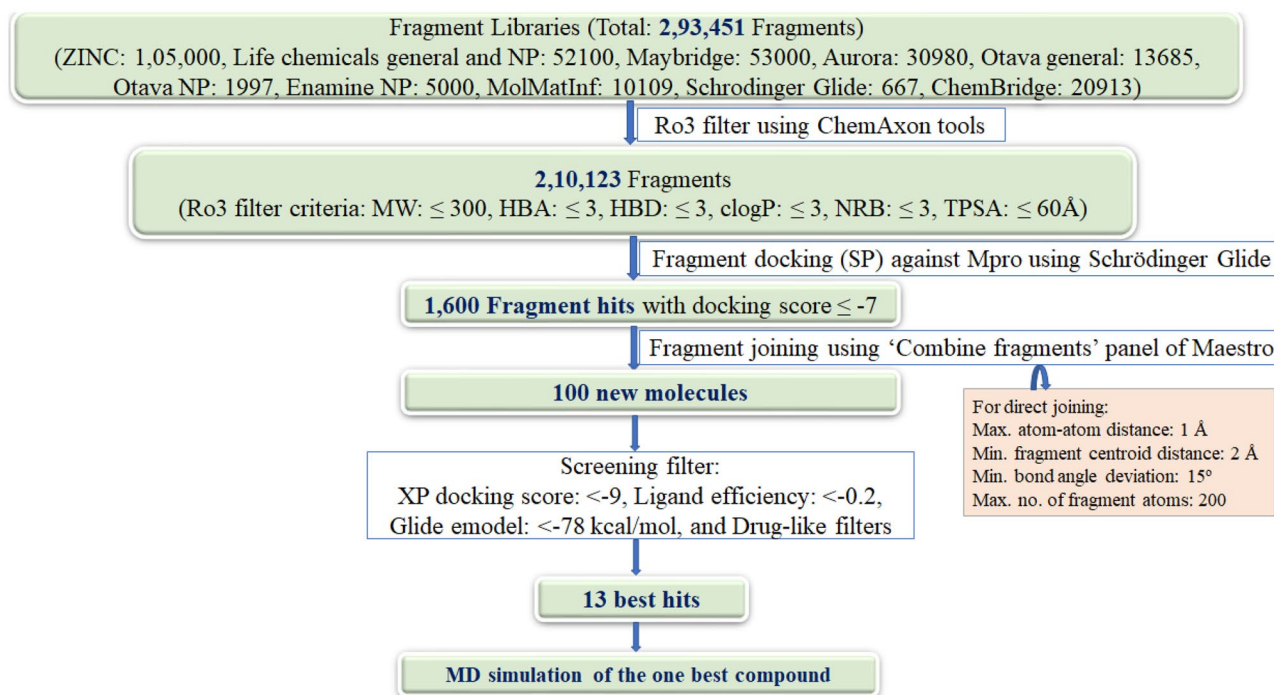 Fragment Libraries (Total: 2,93,451 Fragments)
(ZINC: 1,05,000, Life chemicals general and NP: 52100, Maybridge: 53000, Aurora: 30980, Otava general: 13685,
Otava NP: 1997, Enamine NP: 5000, MolMatInf: 10109, Schrodinger Glide: 667, ChemBridge: 20913)
Ro3 filter using ChemAxon tools
2,10,123 Fragments
(Ro3 filter criteria: MW: ≤ 300, HBA: ≤ 3, HBD: ≤ 3, clogP: ≤ 3, NRB: ≤ 3, TPSA: ≤ 60Å)
Fragment docking (SP) against Mpro using Schrödinger Glide
1,600 Fragment hits with docking score ≤ -7
Fragment joining using ‘Combine fragments’ panel of Maestro
100 new molecules
For direct joining:
Max. atom-atom distance: 1 Å
Min. fragment centroid distance: 2 Å
Min. bond angle deviation: 15º
Max. no. of fragment atoms: 200
Screening filter:
XP docking score: <-9, Ligand efficiency: <-0.2,
Glide emodel: <-78 kcal/mol, and Drug-like filters
13 best hits
MD simulation of the one best compound